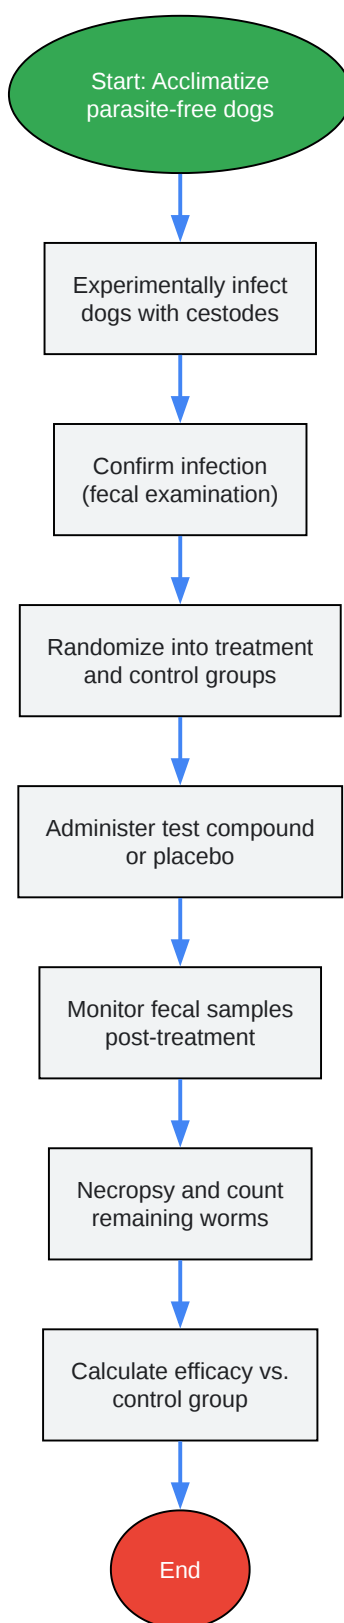 Start: Acclimatize
parasite-free dogs
Experimentally infect
dogs with cestodes
Confirm infection
(fecal examination)
Randomize into treatment
and control groups
Administer test compound
or placebo
Monitor fecal samples
post-treatment
Necropsy and count
remaining worms
Calculate efficacy vs.
control group
End